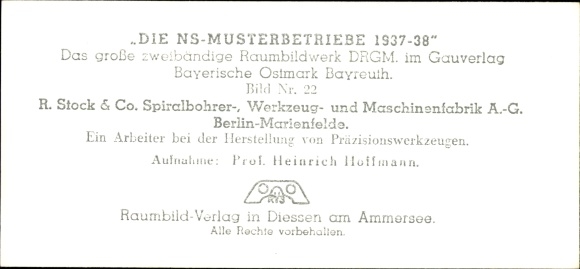 „DIE NS-MUSTERBETRIEBE 1937-38"
Das große zweibändige Raumbildwerk DRGM. im Gauverlag
Bayerische Ostmark Bayreuth.
Bild Nr. 22
R. Stock & Co. Spiralbohrer-, Werkzeug- und Maschinenfabrik A.-G.
Berlin-Marienfelde.
Ein Arbeiter bei der Herstellung von Präzisionswerkzeugen.
Aufnahme: Prof. Heinrich Hoffmann.
Raumbild-Verlag in Diessen am Ammersee.
Alle Rechte vorbehalten.